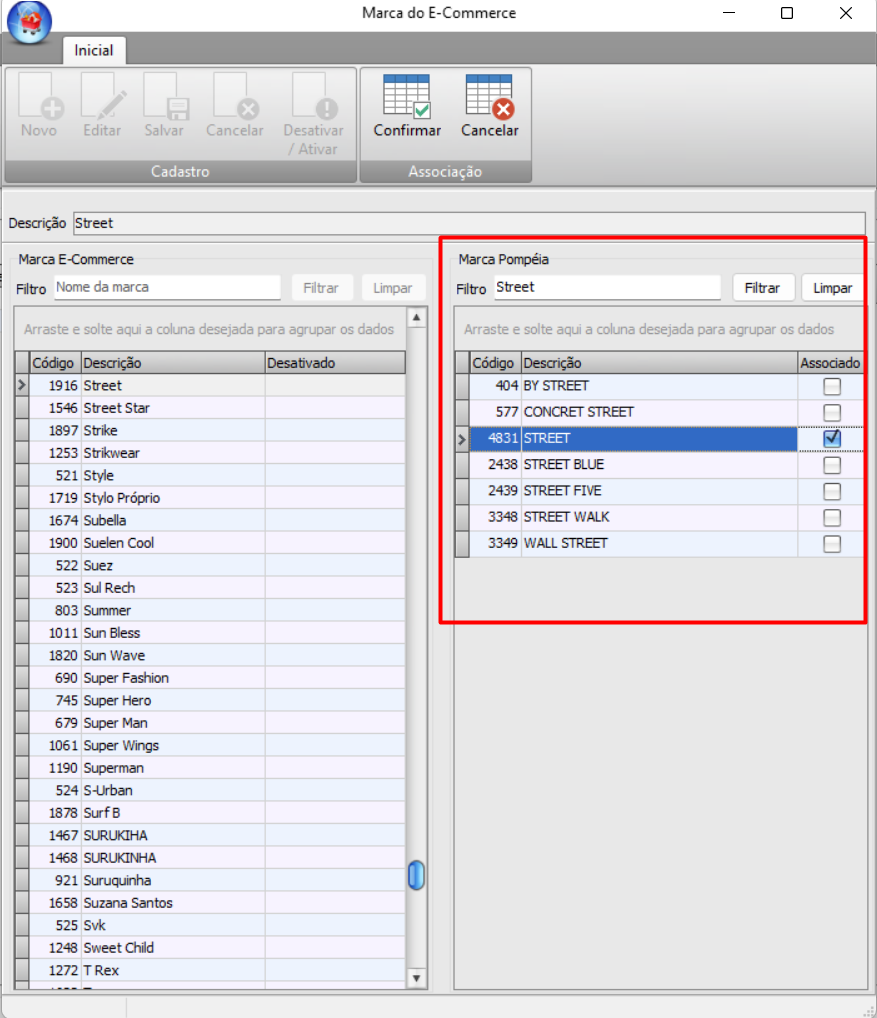 Marca do E-Commerce
Inicial
Novo Editar Salvar Cancelar Desativar / Ativar
Confirmar Cancelar
Cadastro Associação
Descrição Street
Marca E-Commerce
Filtro Nome da marca Filtrar Limpar
Arraste e solte aqui a coluna desejada para agrupar os dados
Código Descrição Desativado
1916 Street
1546 Street Star
1897 Strike
1253 Strikwear
521 Style
1719 Stylo Próprio
1674 Subella
1900 Suelen Cool
522 Suez
523 Sul Rech
803 Summer
1011 Sun Bless
1820 Sun Wave
690 Super Fashion
745 Super Hero
679 Super Man
1061 Super Wings
1190 Superman
524 S-Urban
1878 Surf B
1467 SURUKIHA
1468 SURUKINHA
921 Suruquinha
1658 Suzana Santos
525 Svk
1248 Sweet Child
1272 T Rex
Marca Pompéia
Filtro Street Filtrar Limpar
Arraste e solte aqui a coluna desejada para agrupar os dados
Código Descrição Associado
404 BY STREET
577 CONCRET STREET
4831 STREET
2438 STREET BLUE
2439 STREET FIVE
3348 STREET WALK
3349 WALL STREET